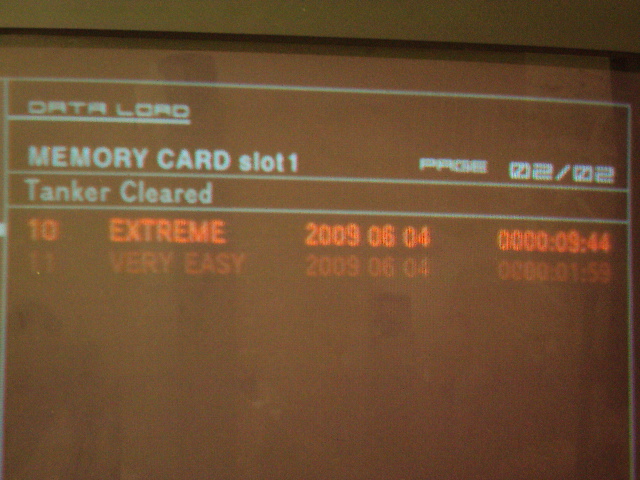 DATA LOAD
MEMORY CARD slot1 PAGE 02/02
Tanker Cleared
10 EXTREME 2009 06 04 0000:09:44
11 VERY EASY 2009 06 04 0000:01:59